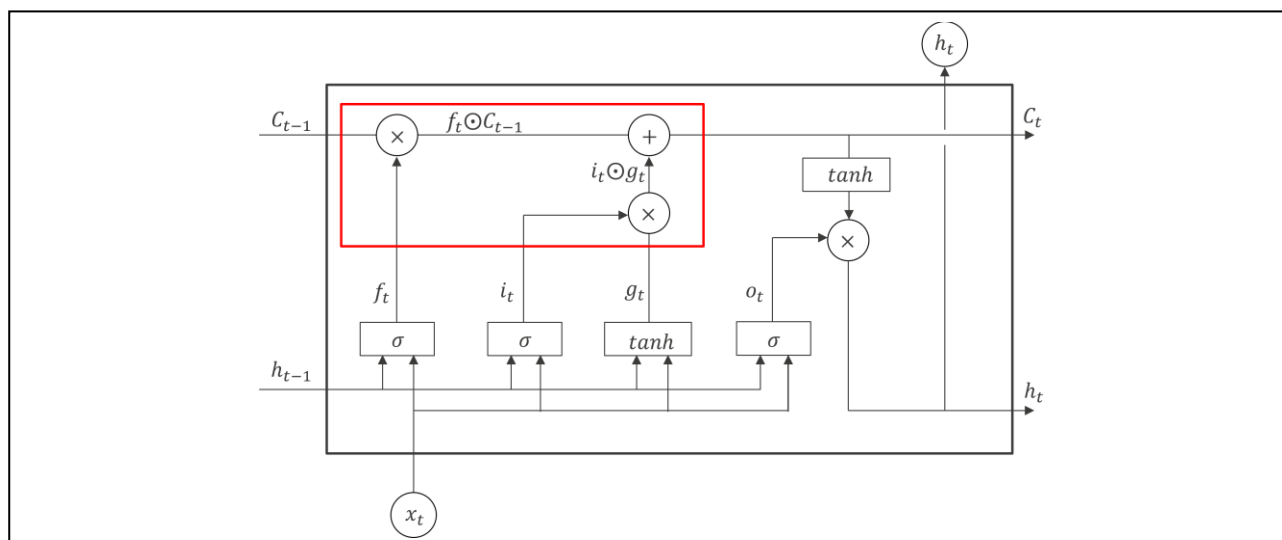 h_t
C_{t-1} × f_t⊙C_{t-1} + C_t
i_t⊙g_t tanh
× ×
f_t i_t g_t o_t
σ σ tanh σ
h_{t-1} h_t
x_t